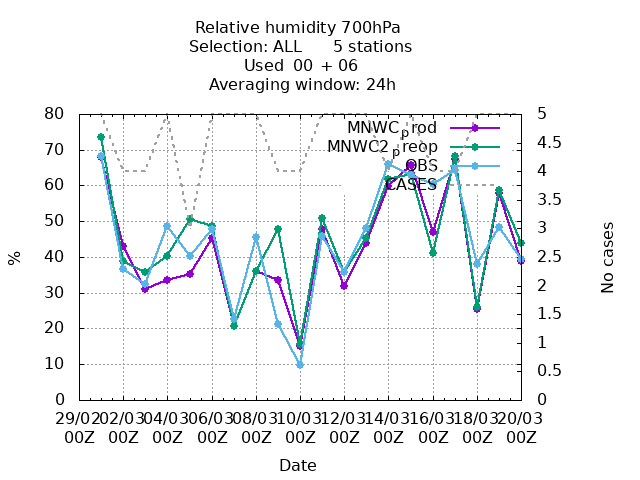 Relative humidity 700hPa
Selection: ALL 5 stations
Used 00 + 06
Averaging window: 24h
80 5
MNWCprod
4.5
70 MNWC2preop
OBS
4
60 CASES
3.5
50 3
40 2.5
% No cases
30 2
1.5
20
1
10
0.5
0 0
29/02 02/03 04/03 06/03 08/03 10/03 12/03 14/03 16/03 18/03 20/03
00Z 00Z 00Z 00Z 00Z 00Z 00Z 00Z 00Z 00Z 00Z
Date